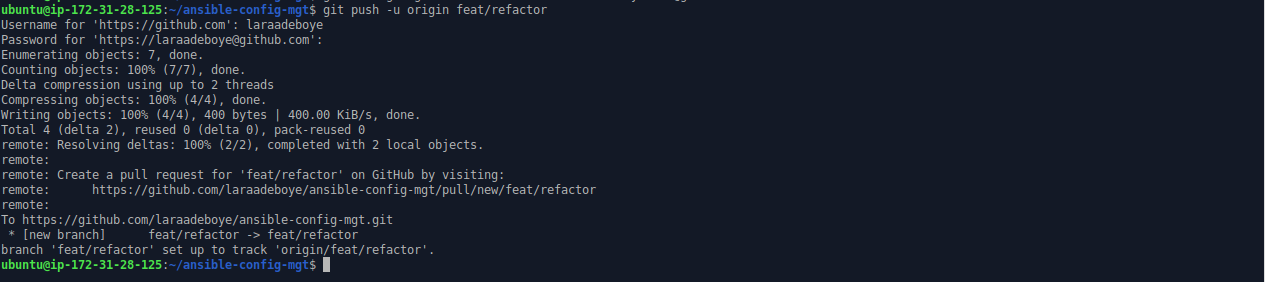 ubuntu@ip-172-31-28-125:~/ansible-config-mgt$ git push -u origin feat/refactor
Username for 'https://github.com': laraadeboye
Password for 'https://laraadeboye@github.com':
Enumerating objects: 7, done.
Counting objects: 100% (7/7), done.
Delta compression using up to 2 threads
Compressing objects: 100% (4/4), done.
Writing objects: 100% (4/4), 400 bytes | 400.00 KiB/s, done.
Total 4 (delta 2), reused 0 (delta 0), pack-reused 0
remote: Resolving deltas: 100% (2/2), completed with 2 local objects.
remote:
remote: Create a pull request for 'feat/refactor' on GitHub by visiting:
remote:      https://github.com/laraadeboye/ansible-config-mgt/pull/new/feat/refactor
remote:
To https://github.com/laraadeboye/ansible-config-mgt.git
 * [new branch]      feat/refactor -> feat/refactor
branch 'feat/refactor' set up to track 'origin/feat/refactor'.
ubuntu@ip-172-31-28-125:~/ansible-config-mgt$